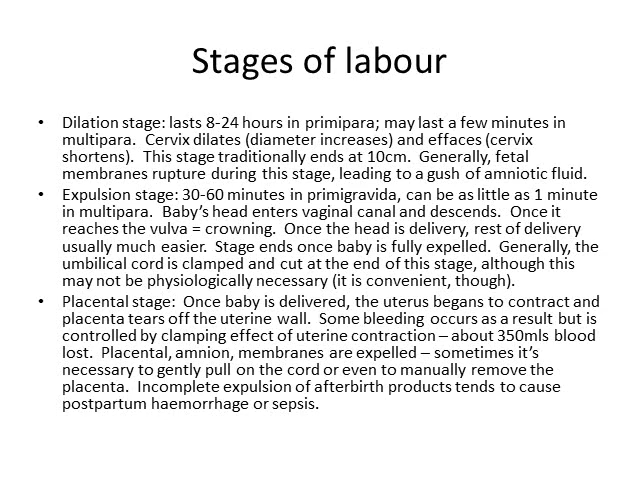 Stages of labour
• Dilation stage: lasts 8-24 hours in primipara; may last a few minutes in
multipara.  Cervix dilates (diameter increases) and effaces (cervix
shortens).  This stage traditionally ends at 10cm.  Generally, fetal
membranes rupture during this stage, leading to a gush of amniotic fluid.
• Expulsion stage: 30-60 minutes in primigravida, can be as little as 1 minute
in multipara.  Baby's head enters vaginal canal and descends.  Once it
reaches the vulva = crowning.  Once the head is delivery, rest of delivery
usually much easier.  Stage ends once baby is fully expelled.  Generally, the
umbilical cord is clamped and cut at the end of this stage, although this
may not be physiologically necessary (it is convenient, though).
• Placental stage:  Once baby is delivered, the uterus began to contract and
placenta tears off the uterine wall.  Some bleeding occurs as a result but is
controlled by clamping effect of uterine contraction – about 350mls blood
lost.  Placental, amnion, membranes are expelled – sometimes it's
necessary to gently pull on the cord or even to manually remove the
placenta.  Incomplete expulsion of afterbirth products tends to cause
postpartum haemorrhage or sepsis.